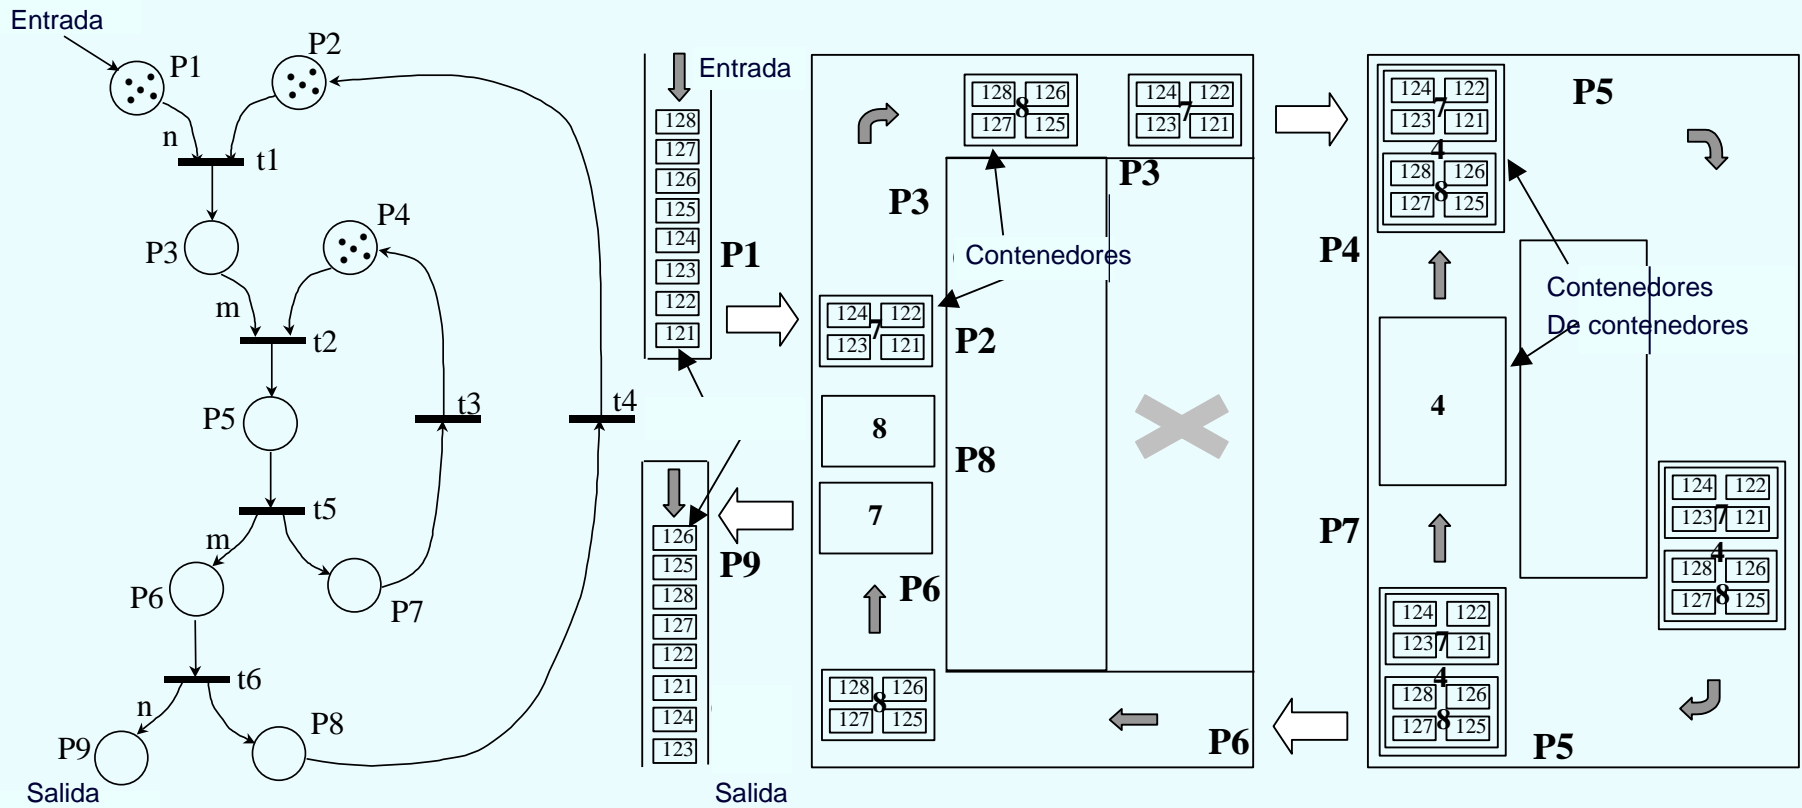 Entrada
P1
P2
n
t1
P3
P4
m
t2
P5
t3
t4
t5
m
P6
P7
t6
n
P8
P9
Salida
Entrada
128
127
126
125
124
123
122
121
P1
126
125
128
127
122
121
124
123
P9
Salida
128 126
8
127 125
124 122
7
123 121
P3
P3
Contenedores
124 122
7
123 121
P2
8
P8
7
P6
128 126
8
127 125
P6
124 122
7
123 121
4
128 126
8
127 125
P5
P4
Contenedores
De contenedores
4
P7
124 122
7
123 121
4
128 126
8
127 125
124 122
7
123 121
4
128 126
8
127 125
P5